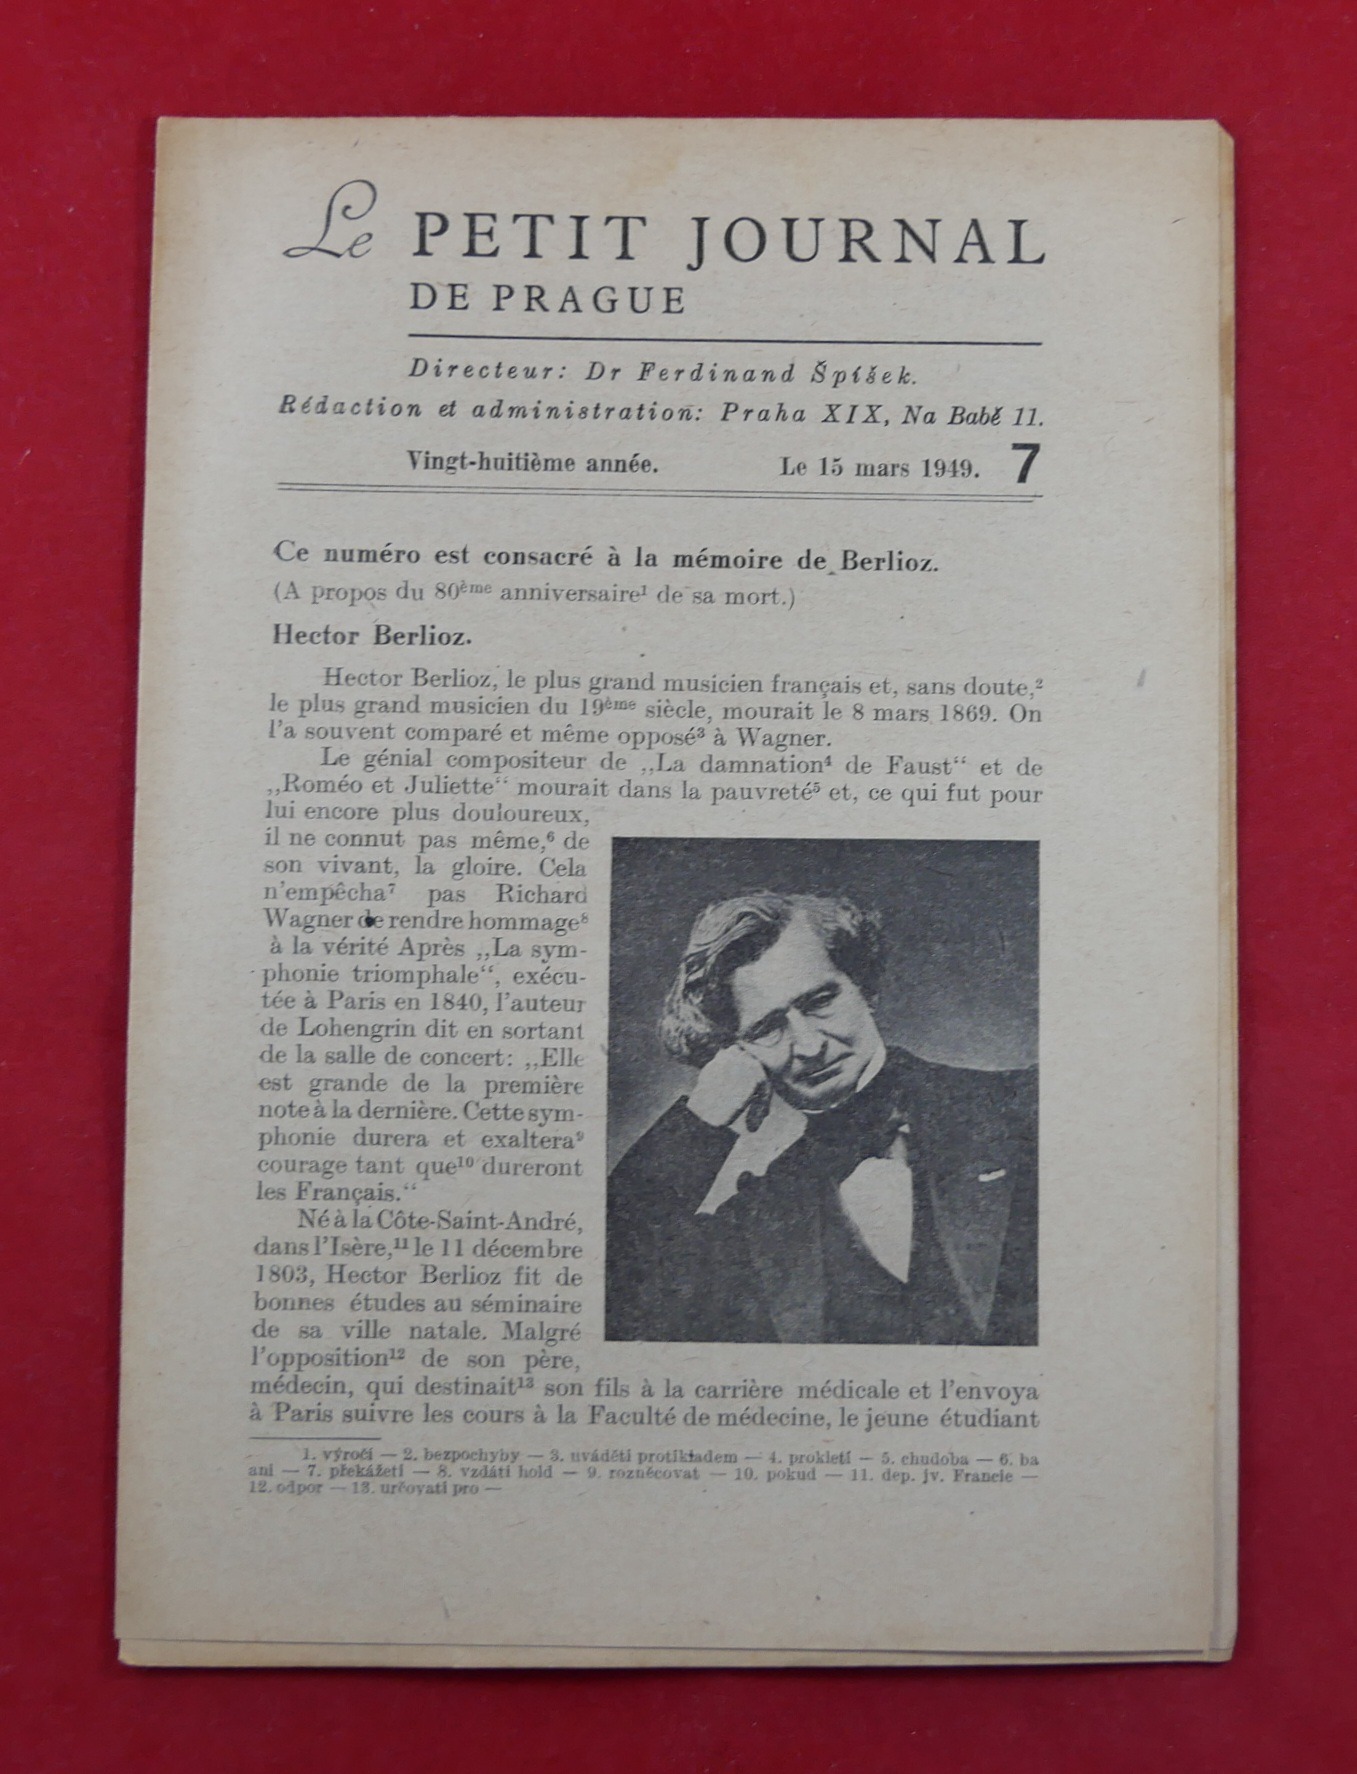 Le PETIT JOURNAL
DE PRAGUE
Directeur: Dr Ferdinand Špíšek.
Rédaction et administration: Praha XIX, Na Babě 11.
Vingt-huitième année. Le 15 mars 1949. 7
Ce numéro est consacré à la mémoire de Berlioz.
(A propos du 80ème anniversaire¹ de sa mort.)
Hector Berlioz.
Hector Berlioz, le plus grand musicien français et, sans doute,²
le plus grand musicien du 19ème siècle, mourait le 8 mars 1869. On
l'a souvent comparé et même opposé³ à Wagner.
Le génial compositeur de „La damnation⁴ de Faust“ et de
„Roméo et Juliette“ mourait dans la pauvreté⁵ et, ce qui fut pour
lui encore plus douloureux,
il ne connut pas même,⁶ de
son vivant, la gloire. Cela
n'empêcha⁷ pas Richard
Wagner de rendre hommage⁸
à la vérité Après „La sym-
phonie triomphale“, exécu-
tée à Paris en 1840, l'auteur
de Lohengrin dit en sortant
de la salle de concert: „Elle
est grande de la première
note à la dernière. Cette sym-
phonie durera et exaltera⁹
courage tant que¹⁰ dureront
les Français.“
Né à la Côte-Saint-André,
dans l'Isère,¹¹ le 11 décembre
1803, Hector Berlioz fit de
bonnes études au séminaire
de sa ville natale. Malgré
l'opposition¹² de son père,
médecin, qui destinait¹³ son fils à la carrière médicale et l'envoya
à Paris suivre les cours à la Faculté de médecine, le jeune étudiant
1. výročí — 2. bezpochyby — 3. uváděti protikladem — 4. prokletí — 5. chudoba — 6. ba
ani — 7. překážeti — 8. vzdáti hold — 9. rozněcovat — 10. pokud — 11. dep. jv. Francie —
12. odpor — 13. určovati pro —